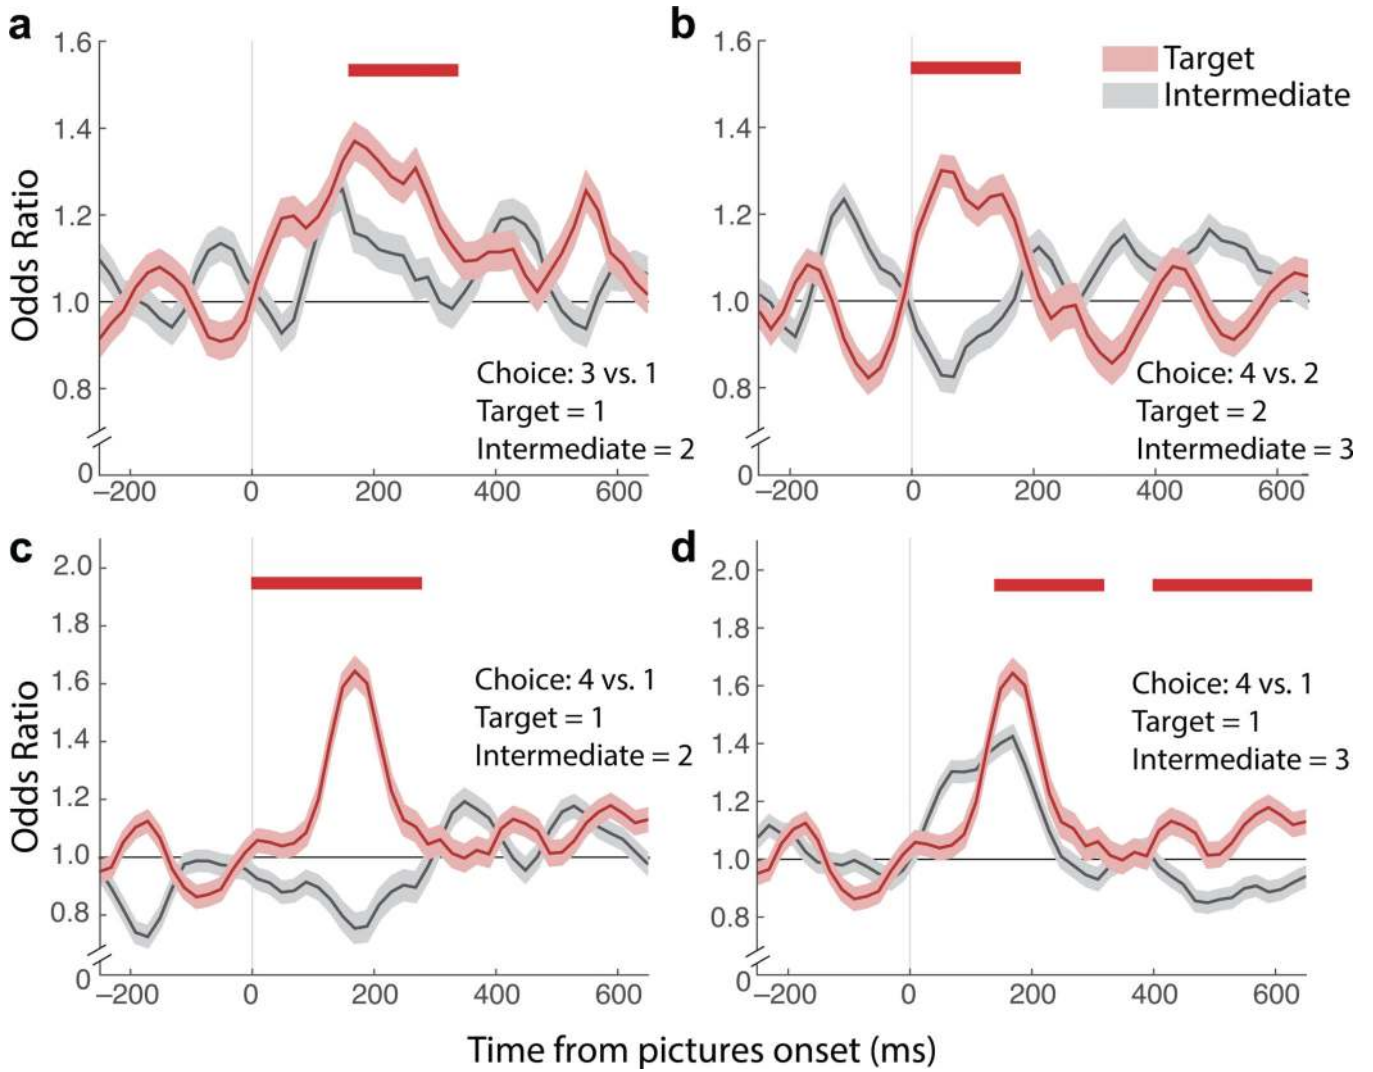 a
b
1.6
1.4
1.2
1.0
0.8
0
Odds Ratio
−200
0
200
400
600
Choice: 3 vs. 1
Target = 1
Intermediate = 2
1.6
1.4
1.2
1.0
0.8
0
−200
0
200
400
600
Target
Intermediate
Choice: 4 vs. 2
Target = 2
Intermediate = 3
c
d
2.0
1.8
1.6
1.4
1.2
1.0
0.8
0
Odds Ratio
−200
0
200
400
600
Choice: 4 vs. 1
Target = 1
Intermediate = 2
2.0
1.8
1.6
1.4
1.2
1.0
0.8
0
−200
0
200
400
600
Choice: 4 vs. 1
Target = 1
Intermediate = 3
Time from pictures onset (ms)